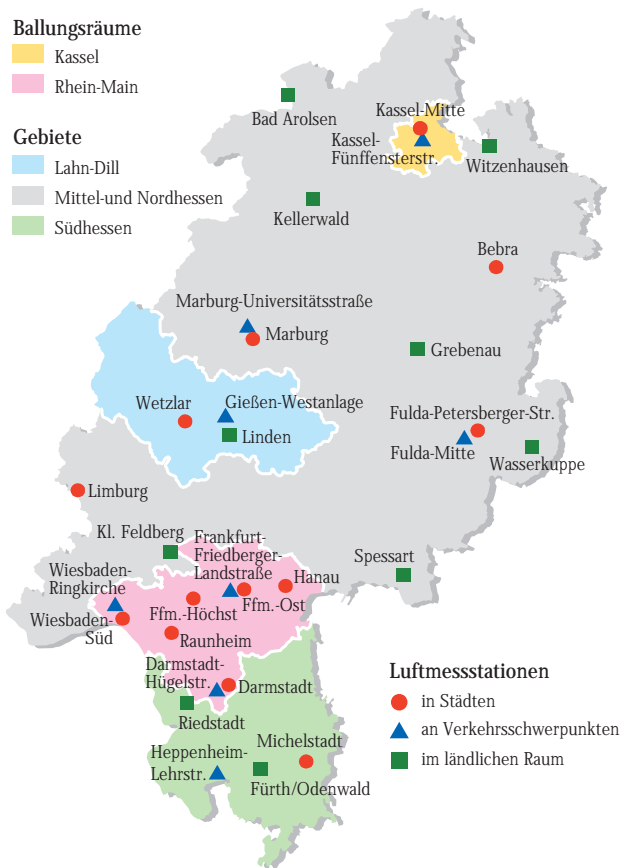 Ballungsräume
Kassel
Rhein-Main
Gebiete
Lahn-Dill
Mittel-und Nordhessen
Südhessen
Bad Arolsen
Kassel-Mitte
Kassel-
Fünffensterstr.
Witzenhausen
Kellerwald
Bebra
Marburg-Universitätsstraße
Marburg
Grebenau
Wetzlar
Gießen-Westanlage
Linden
Fulda-Petersberger-Str.
Fulda-Mitte
Wasserkuppe
Limburg
Kl. Feldberg
Frankfurt-
Friedberger-
Landstraße
Hanau
Spessart
Wiesbaden-
Ringkirche
Ffm.-Höchst
Ffm.-Ost
Wiesbaden-
Süd
Raunheim
Darmstadt-
Hügelstr.
Darmstadt
Riedstadt
Heppenheim-
Lehrstr.
Michelstadt
Fürth/Odenwald
Luftmessstationen
in Städten
an Verkehrsschwerpunkten
im ländlichen Raum